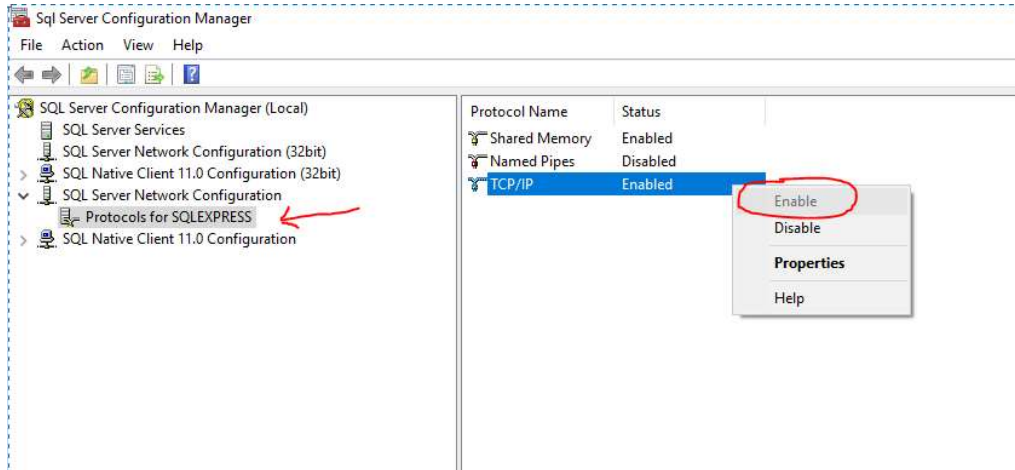 Sql Server Configuration Manager
File Action View Help
SQL Server Configuration Manager (Local)
SQL Server Services
SQL Server Network Configuration (32bit)
SQL Native Client 11.0 Configuration (32bit)
SQL Server Network Configuration
Protocols for SQLEXPRESS
SQL Native Client 11.0 Configuration
Protocol Name Status
Shared Memory Enabled
Named Pipes Disabled
TCP/IP Enabled
Enable
Disable
Properties
Help